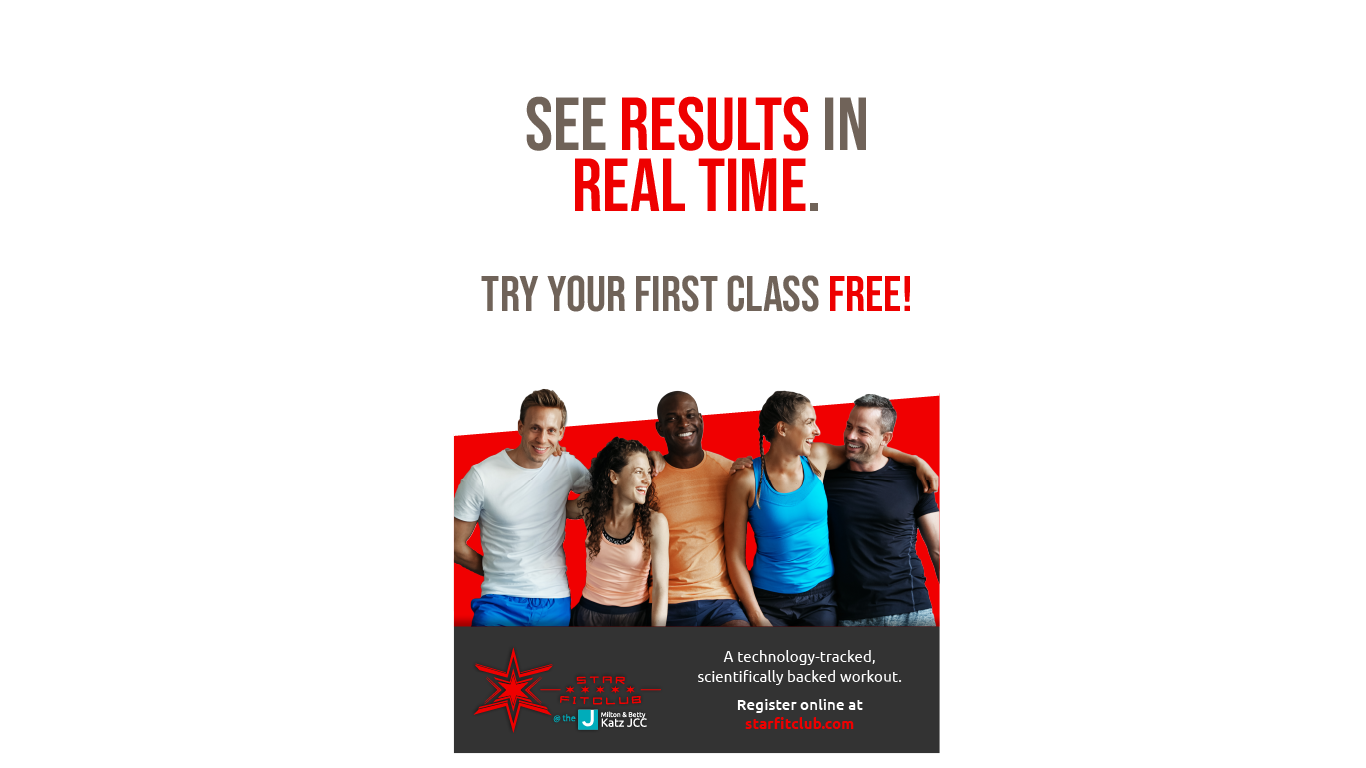 SEE RESULTS IN
REAL TIME.
TRY YOUR FIRST CLASS FREE!
A technology-tracked,
scientifically backed workout.
Register online at
starfitclub.com
STAR
FITCLUB
@ the J Milton & Betty
Katz JCC